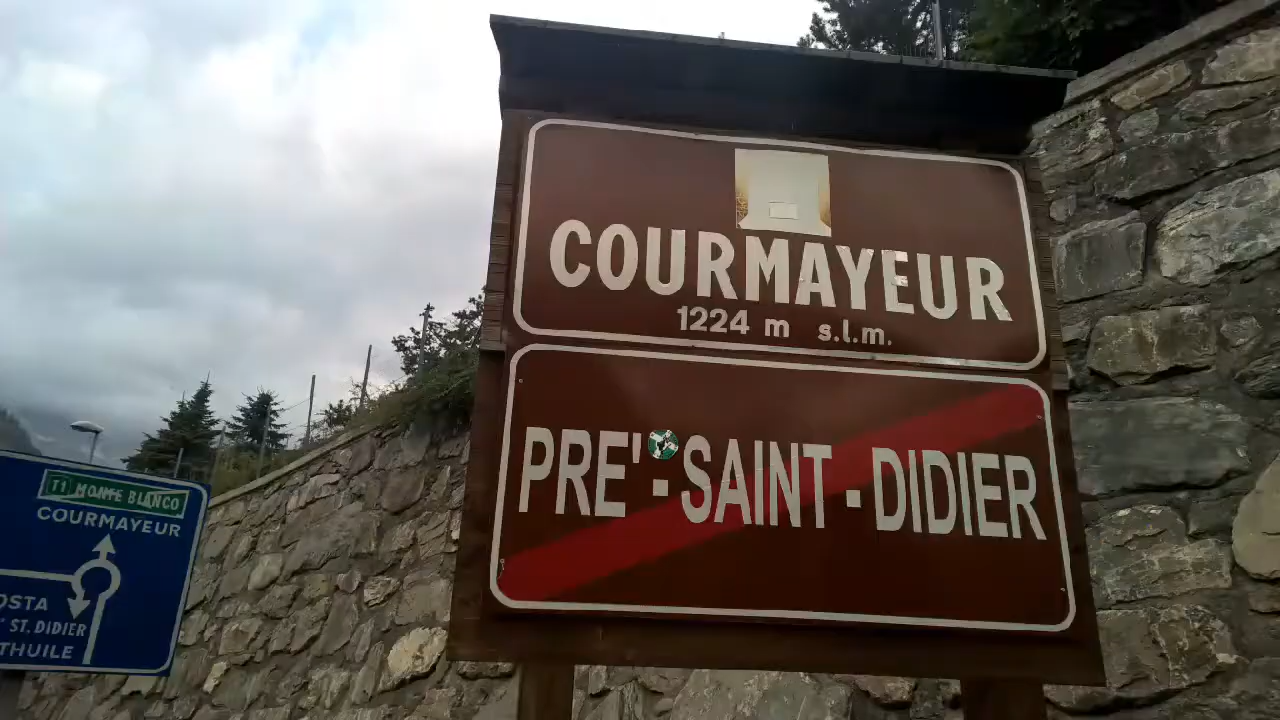 COURMAYEUR
1224 m s.l.m.
PRE'-SAINT-DIDIER
T1 MONTE BIANCO
COURMAYEUR
OSTA
ST. DIDIER
THUILE